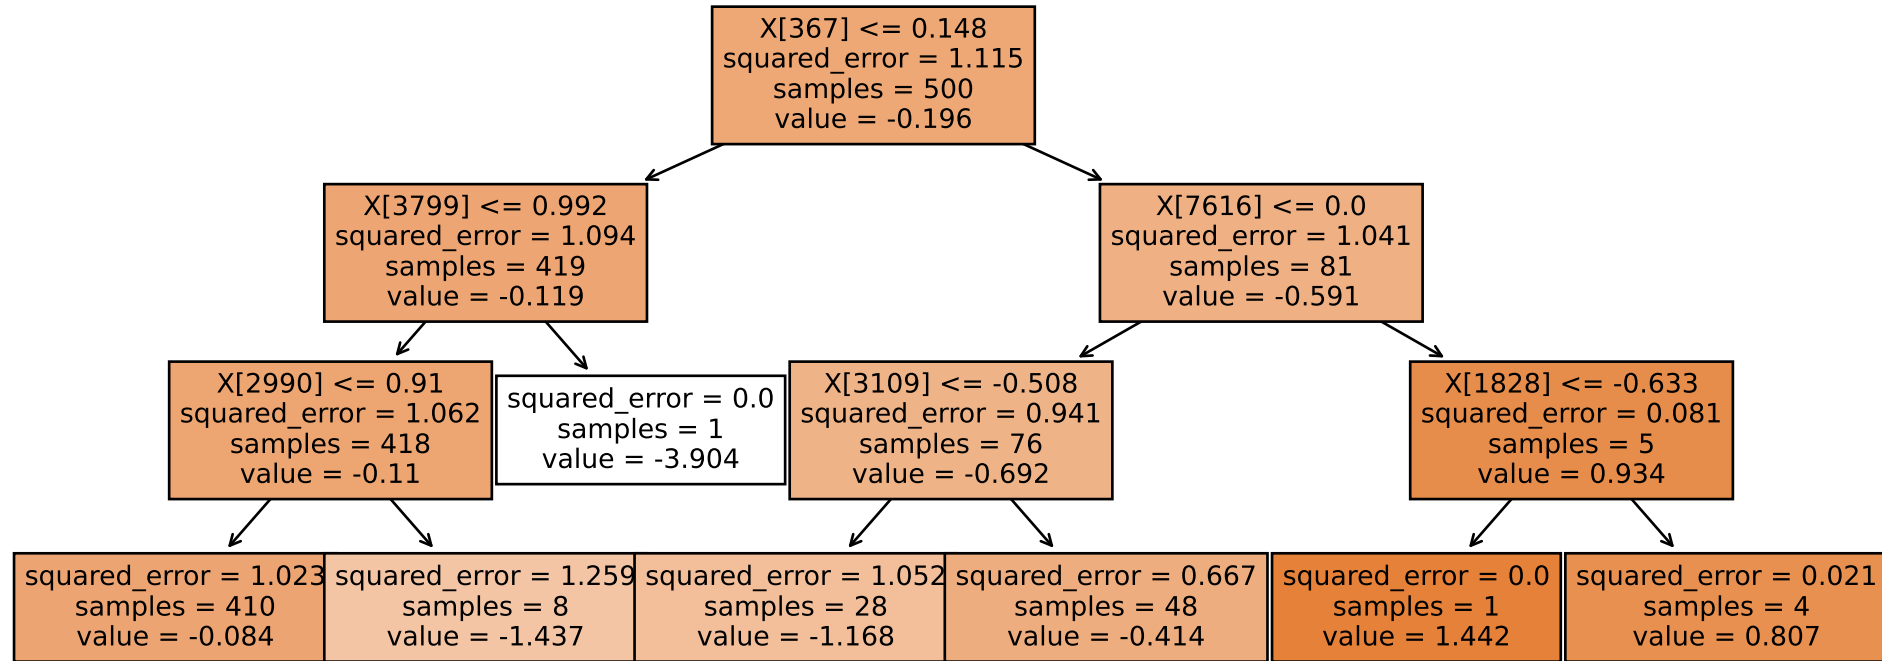 X[367] <= 0.148
squared_error = 1.115
samples = 500
value = -0.196
X[3799] <= 0.992
squared_error = 1.094
samples = 419
value = -0.119
X[7616] <= 0.0
squared_error = 1.041
samples = 81
value = -0.591
X[2990] <= 0.91
squared_error = 1.062
samples = 418
value = -0.11
squared_error = 0.0
samples = 1
value = -3.904
X[3109] <= -0.508
squared_error = 0.941
samples = 76
value = -0.692
X[1828] <= -0.633
squared_error = 0.081
samples = 5
value = 0.934
squared_error = 1.023
samples = 410
value = -0.084
squared_error = 1.259
samples = 8
value = -1.437
squared_error = 1.052
samples = 28
value = -1.168
squared_error = 0.667
samples = 48
value = -0.414
squared_error = 0.0
samples = 1
value = 1.442
squared_error = 0.021
samples = 4
value = 0.807